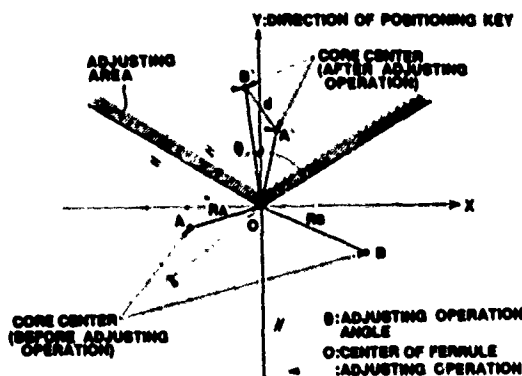 Y:DIRECTION OF POSITIONING KEY
CORE CENTER
(AFTER ADJUSTING
OPERATION)
ADJUSTING
AREA
B'
d
A'
θ
X
A
RA
O
RB
B
CORE CENTER
(BEFORE ADJUSTING
OPERATION)
θ:ADJUSTING OPERATION
ANGLE
O:CENTER OF FERRULE
:ADJUSTING OPERATION